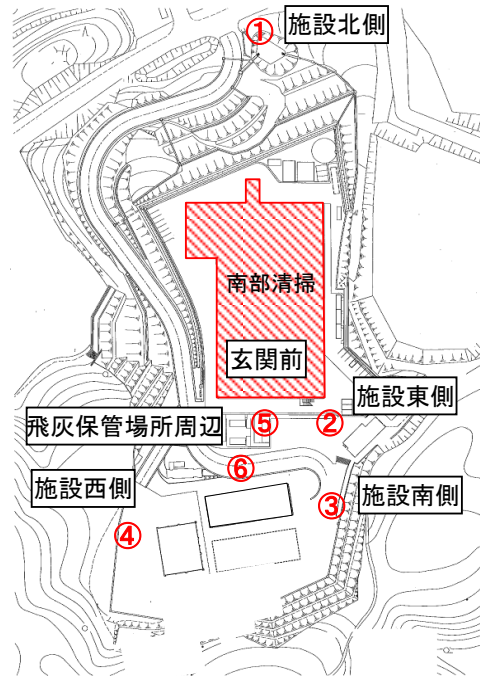 ① 施設北側
南部清掃
玄関前
施設東側
飛灰保管場所周辺
⑤
②
⑥
施設西側
施設南側
③
④